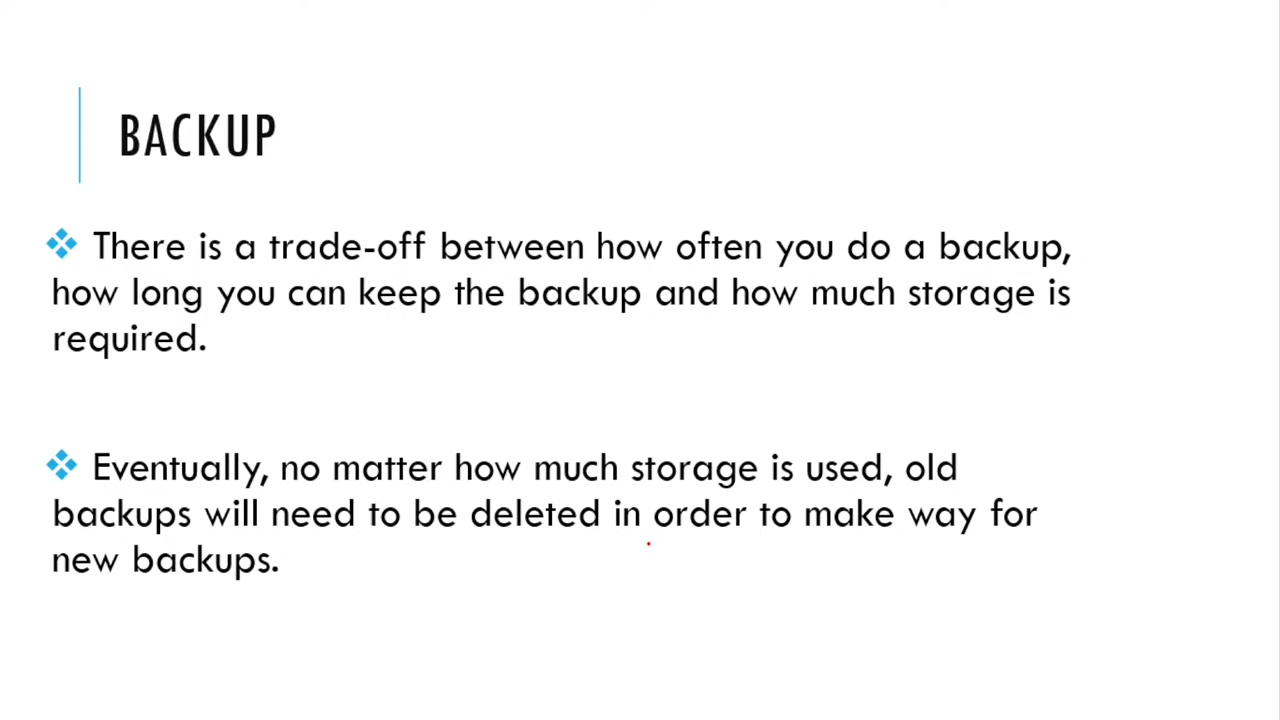 BACKUP
There is a trade-off between how often you do a backup,
how long you can keep the backup and how much storage is
required.
Eventually, no matter how much storage is used, old
backups will need to be deleted in order to make way for
new backups.